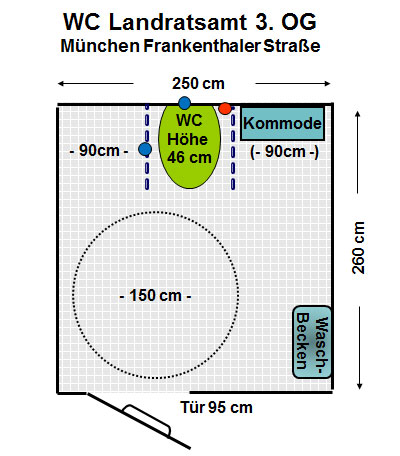 WC Landratsamt 3. OG
München Frankenthaler Straße
250 cm
WC
Höhe
46 cm
Kommode
- 90cm -
(- 90cm -)
260 cm
- 150 cm -
Wasch-
Becken
Tür 95 cm